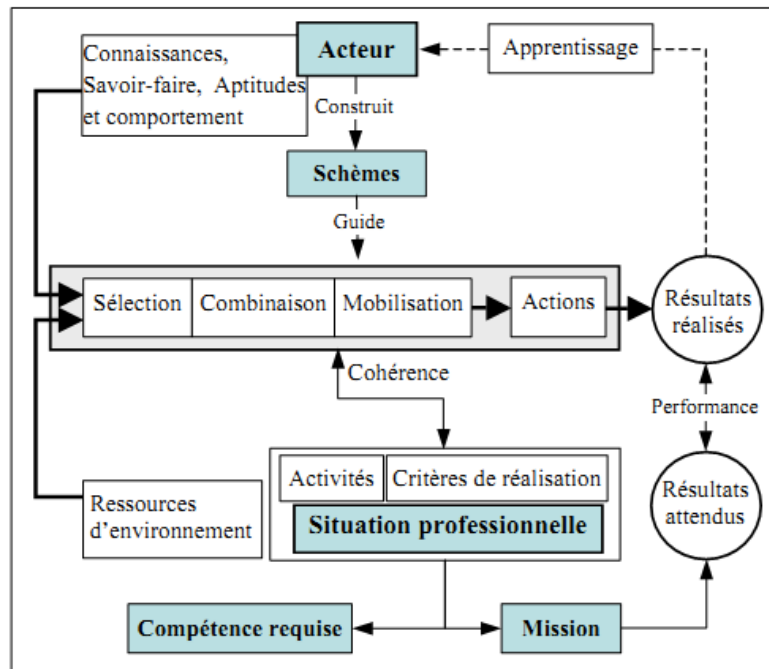 Connaissances,
Savoir-faire, Aptitudes
et comportement
Acteur
Apprentissage
Construit
Schèmes
Guide
Sélection
Combinaison
Mobilisation
Actions
Résultats
réalisés
Cohérence
Performance
Activités
Critères de réalisation
Situation professionnelle
Ressources
d'environnement
Résultats
attendus
Compétence requise
Mission